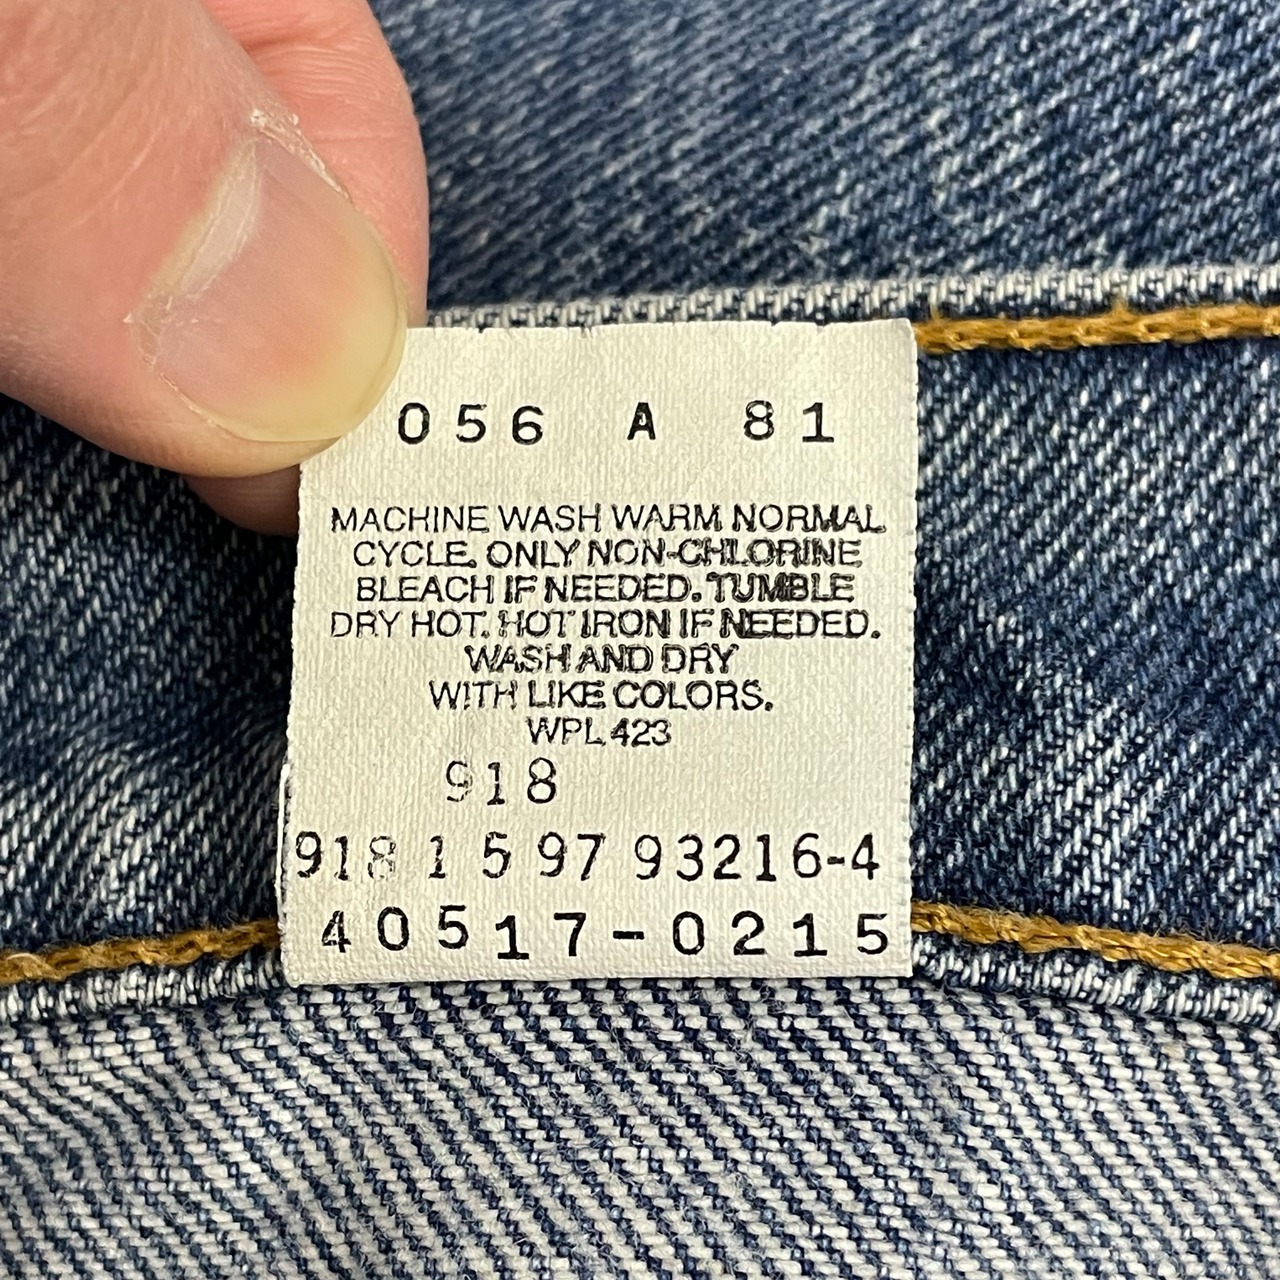 056 A 81
MACHINE WASH WARM NORMAL
CYCLE. ONLY NON-CHLORINE
BLEACH IF NEEDED. TUMBLE
DRY HOT. HOT IRON IF NEEDED.
WASH AND DRY
WITH LIKE COLORS.
WPL 423
918
918 1 5 97 93216-4
40517-0215